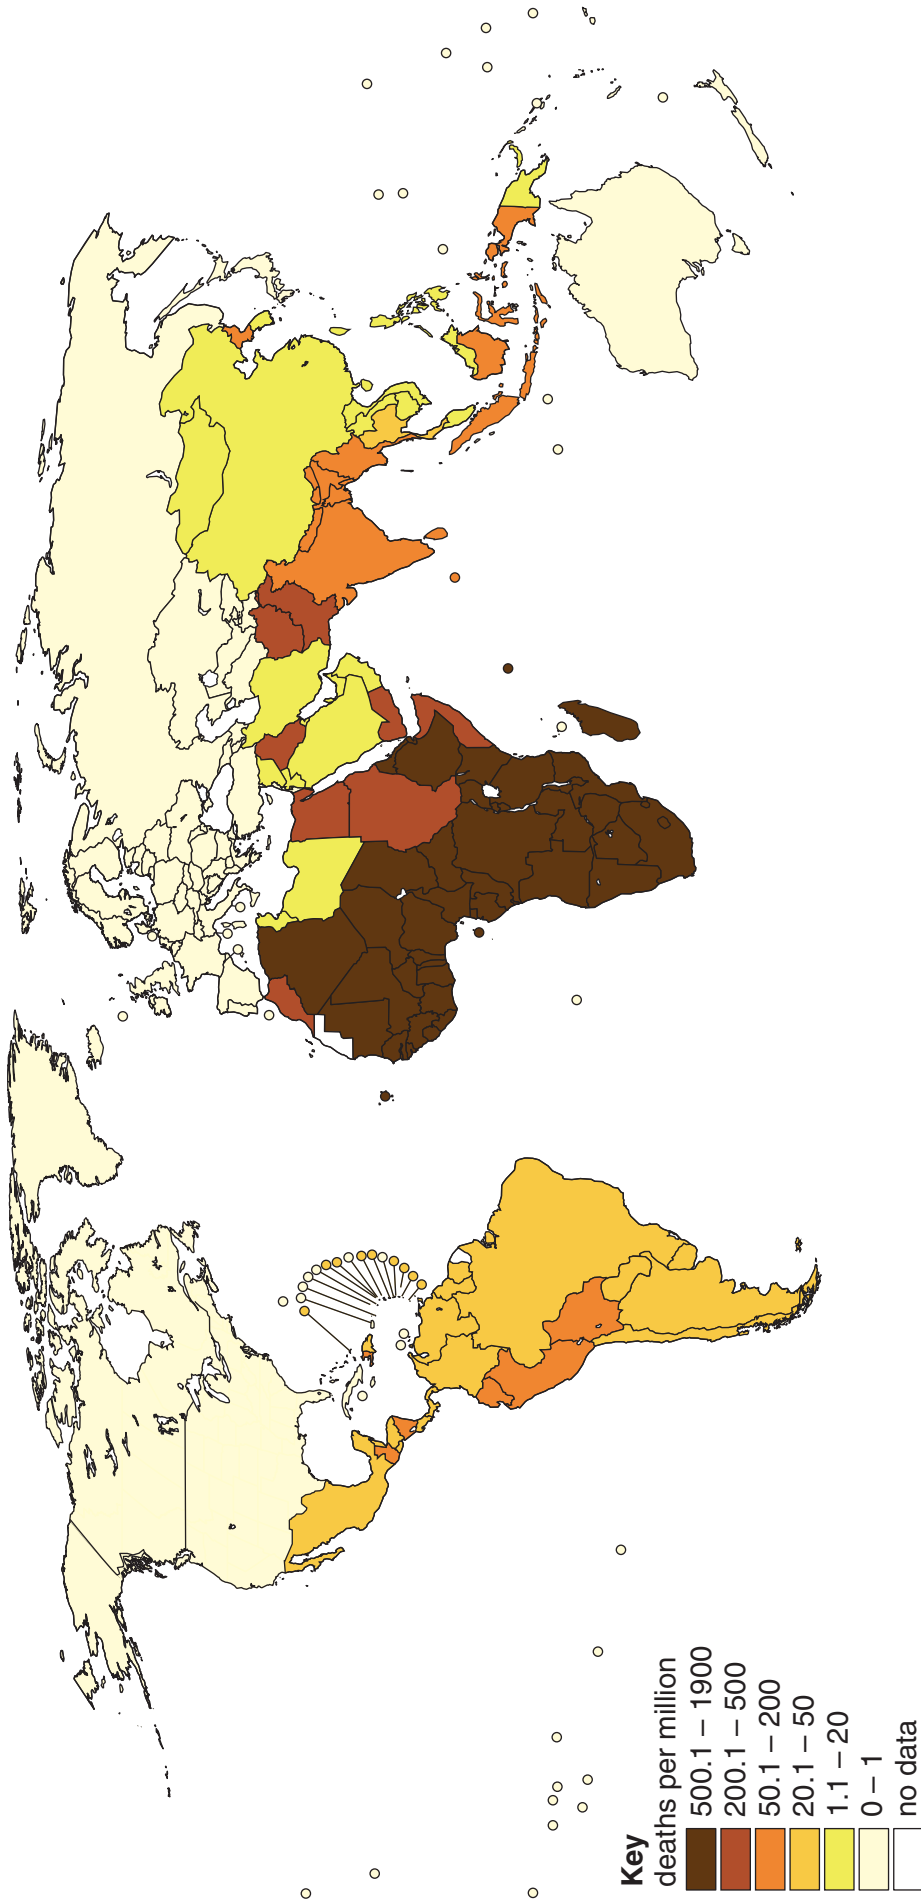 Key
deaths per million
500.1 – 1900
200.1 – 500
50.1 – 200
20.1 – 50
1.1 – 20
0 – 1
no data